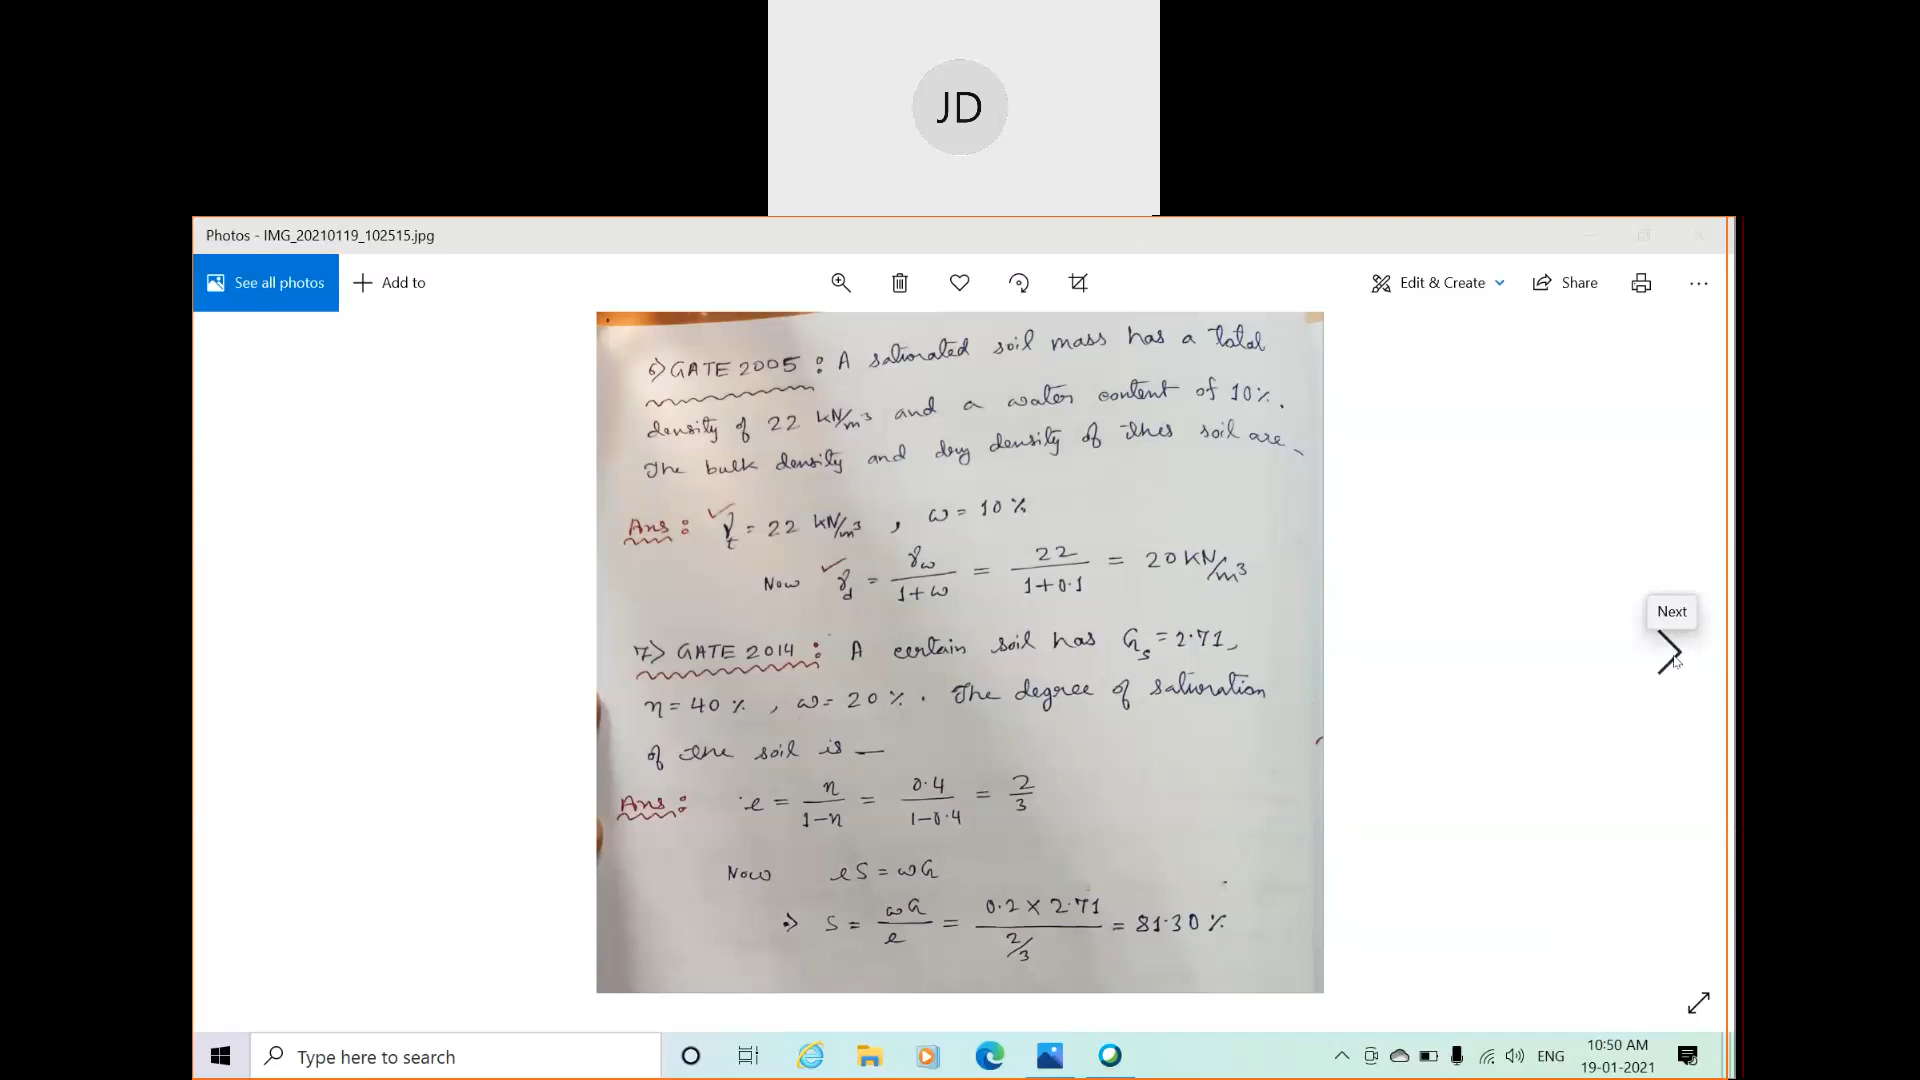 JD
Photos - IMG_20210119_102515.jpg
See all photos
Add to
Edit & Create
Share
...
6) GATE 2005 : A saturated soil mass has a total
density of 22 kN/m³ and a water content of 10%.
The bulk density and dry density of this soil are
Ans : γt = 22 kN/m³ , ω = 10 %
Now γd = γω / 1+ω = 22 / 1+0.1 = 20 KN/m³
7) GATE 2014 : A certain soil has Gs = 2.71,
η = 40 % , ω = 20 % . The degree of saturation
of the soil is —
Ans : e = η / 1-η = 0.4 / 1-0.4 = 2/3
Now eS = ωG
⇒ S = ωG / e = 0.2 × 2.71 / 2/3 = 81.30 %
Next
Type here to search
ENG
10:50 AM
19-01-2021